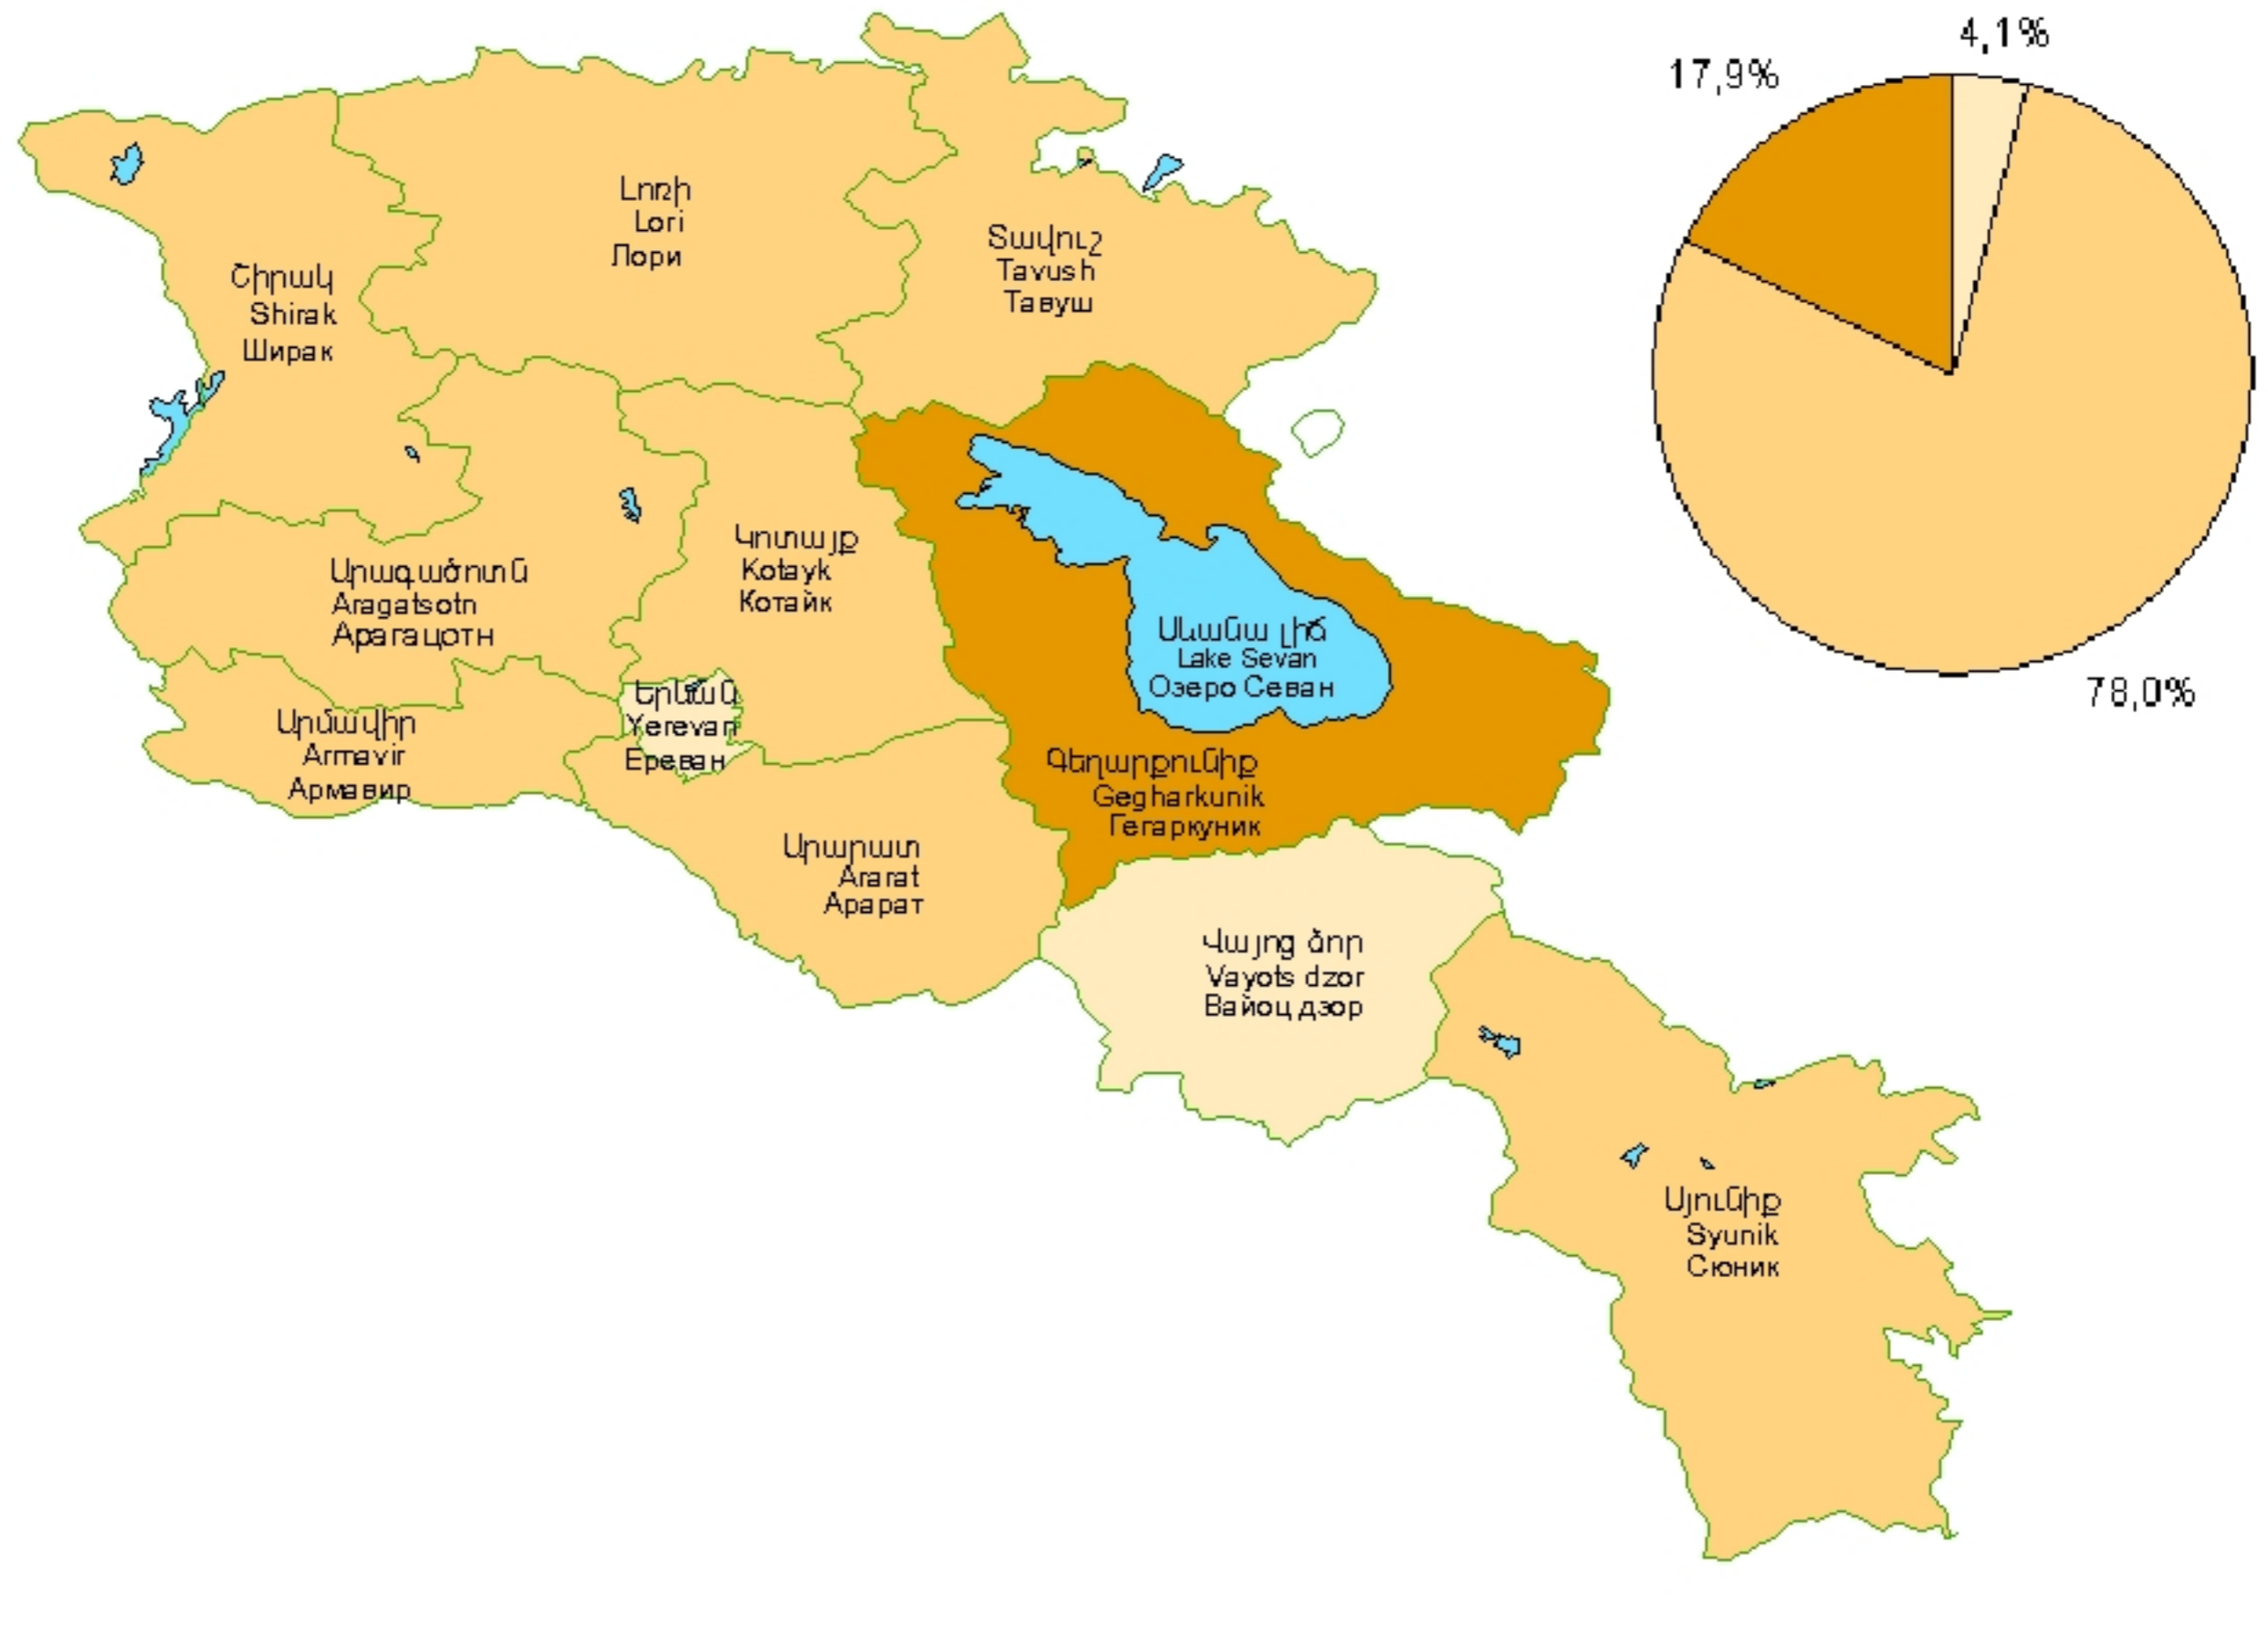 4,1%
17,9%
78,0%
Լոռի
Lori
Лори
Տավուշ
Tavush
Тавуш
Շիրակ
Shirak
Ширак
Կոտայք
Kotayk
Котайк
Արագածոտն
Aragatsotn
Арагацотн
Սևանա լիճ
Lake Sevan
Озеро Севан
Երևան
Yerevan
Ереван
Արմավիր
Armavir
Армавир
Գեղարքունիք
Gegharkunik
Гегаркуник
Արարատ
Ararat
Арарат
Վայոց ձոր
Vayots dzor
Вайоц дзор
Սյունիք
Syunik
Сюник